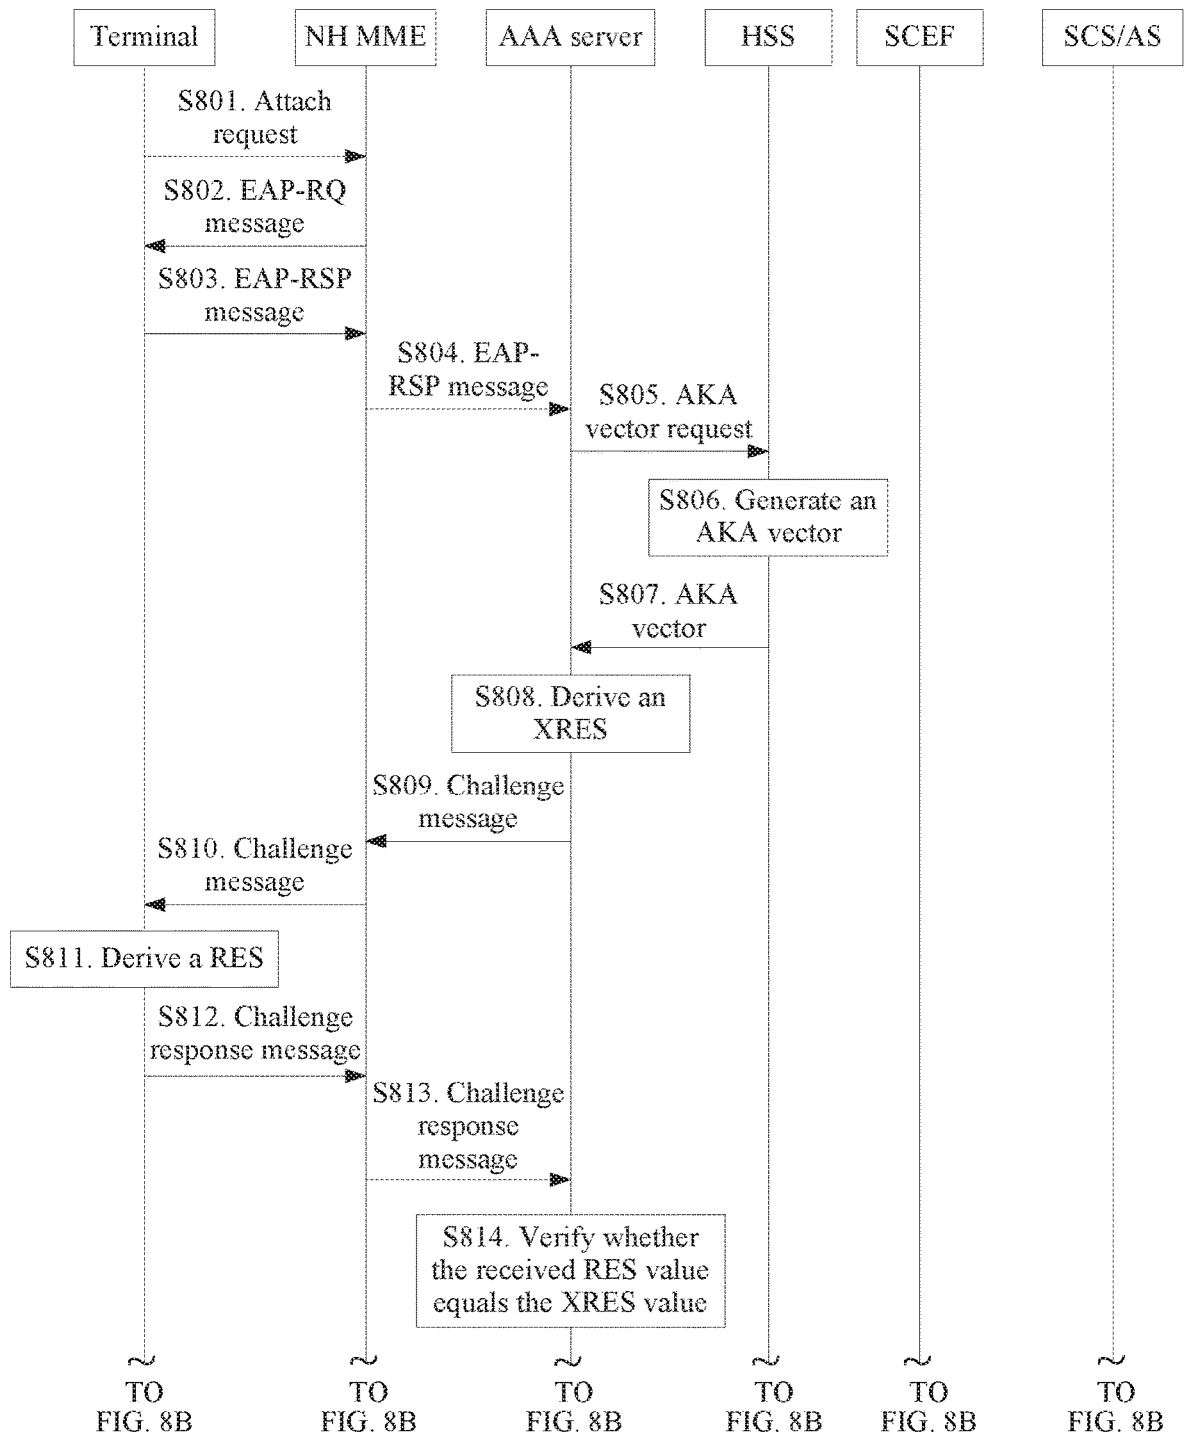 Terminal
NH MME
AAA server
HSS
SCEF
SCS/AS
S801. Attach
request
S802. EAP-RQ
message
S803. EAP-RSP
message
S804. EAP-
RSP message
S805. AKA
vector request
S806. Generate an
AKA vector
S807. AKA
vector
S808. Derive an
XRES
S809. Challenge
message
S810. Challenge
message
S811. Derive a RES
S812. Challenge
response message
S813. Challenge
response
message
S814. Verify whether
the received RES value
equals the XRES value
TO
FIG. 8B
TO
FIG. 8B
TO
FIG. 8B
TO
FIG. 8B
TO
FIG. 8B
TO
FIG. 8B